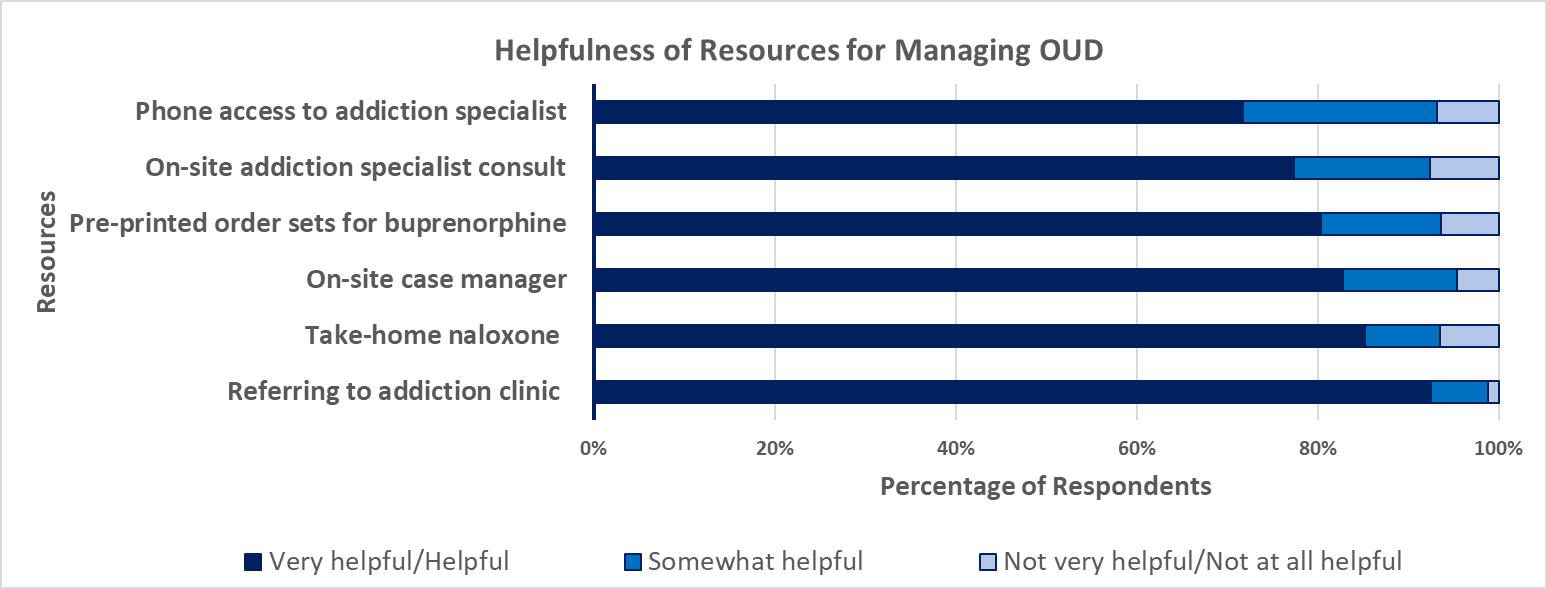 Helpfulness of Resources for Managing OUD
Resources
Phone access to addiction specialist
On-site addiction specialist consult
Pre-printed order sets for buprenorphine
On-site case manager
Take-home naloxone
Referring to addiction clinic
0% 20% 40% 60% 80% 100%
Percentage of Respondents
Very helpful/Helpful Somewhat helpful Not very helpful/Not at all helpful